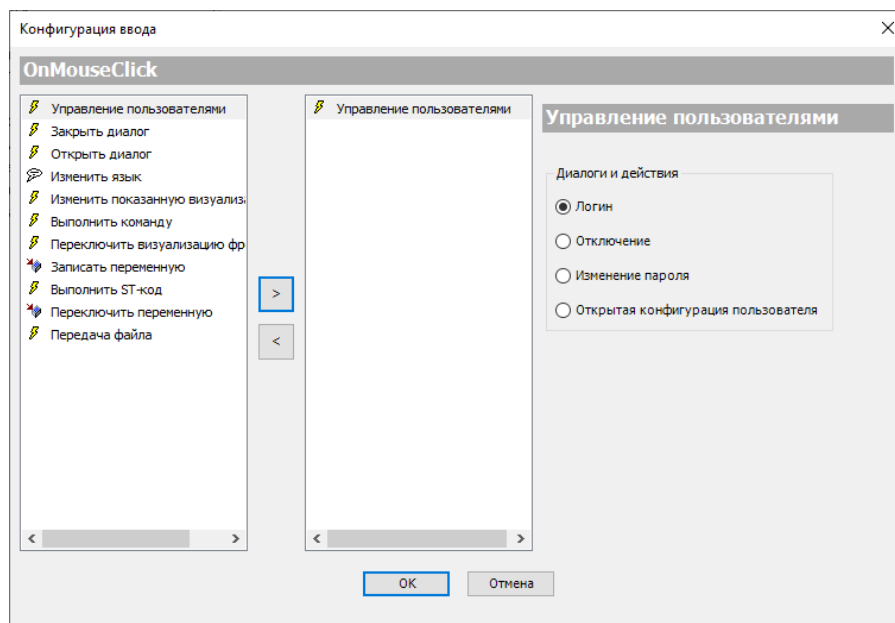 Конфигурация ввода
OnMouseClick
Управление пользователями
Закрыть диалог
Открыть диалог
Изменить язык
Изменить показанную визуализ
Выполнить команду
Переключить визуализацию фр
Записать переменную
Выполнить ST-код
Переключить переменную
Передача файла
>
<
Управление пользователями
Управление пользователями
Диалоги и действия
Логин
Отключение
Изменение пароля
Открытая конфигурация пользователя
OK
Отмена